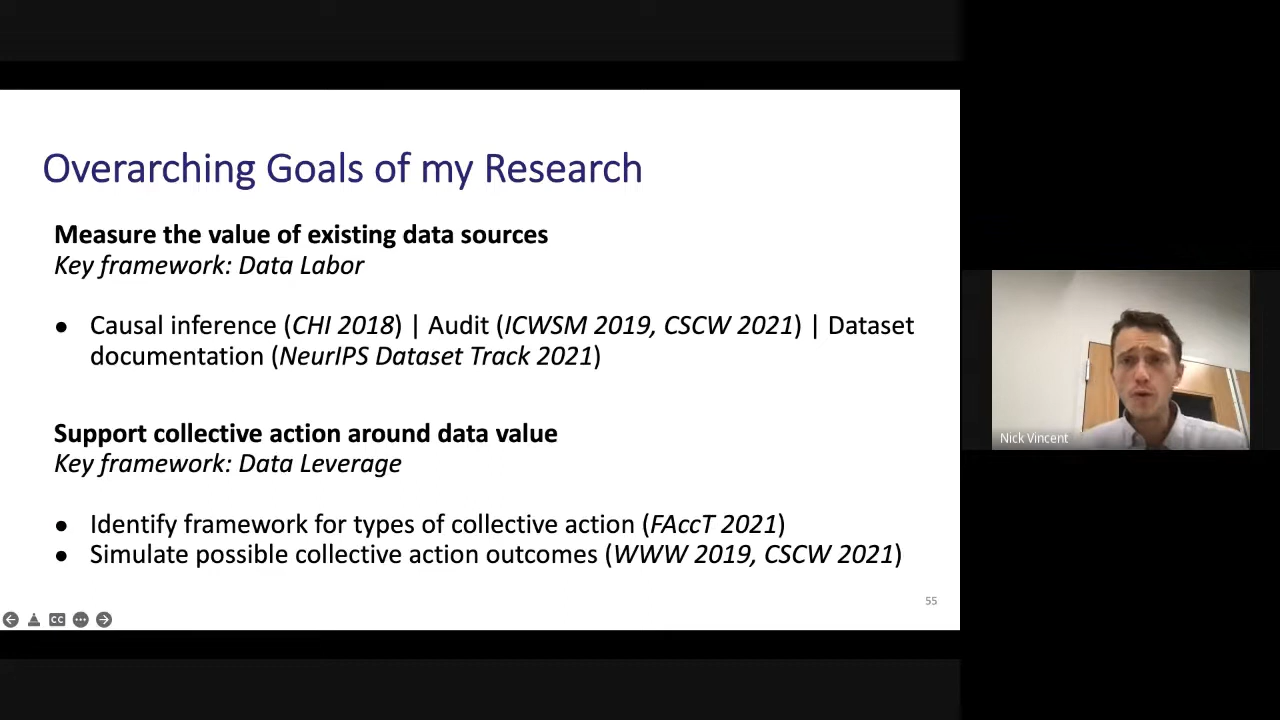 Overarching Goals of my Research
Measure the value of existing data sources
Key framework: Data Labor
● Causal inference (CHI 2018) | Audit (ICWSM 2019, CSCW 2021) | Dataset
documentation (NeurIPS Dataset Track 2021)
Support collective action around data value
Key framework: Data Leverage
● Identify framework for types of collective action (FAccT 2021)
● Simulate possible collective action outcomes (WWW 2019, CSCW 2021)
55
CC
Nick Vincent